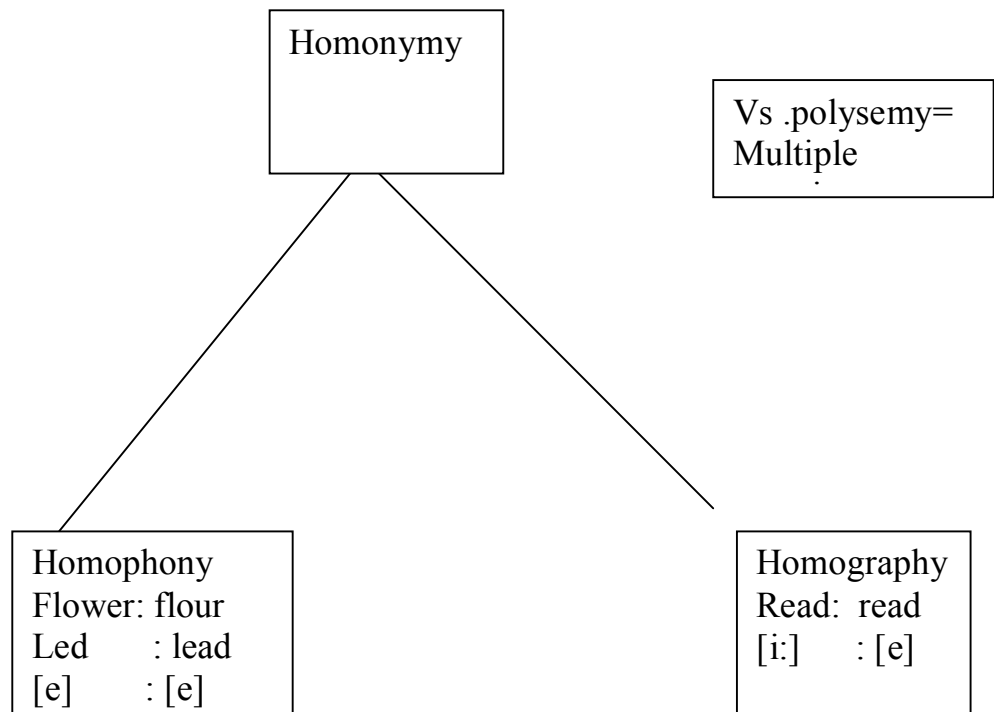 Homonymy
Vs .polysemy=
Multiple
Homophony
Flower: flour
Led : lead
[e] : [e]
Homography
Read: read
[i:] : [e]